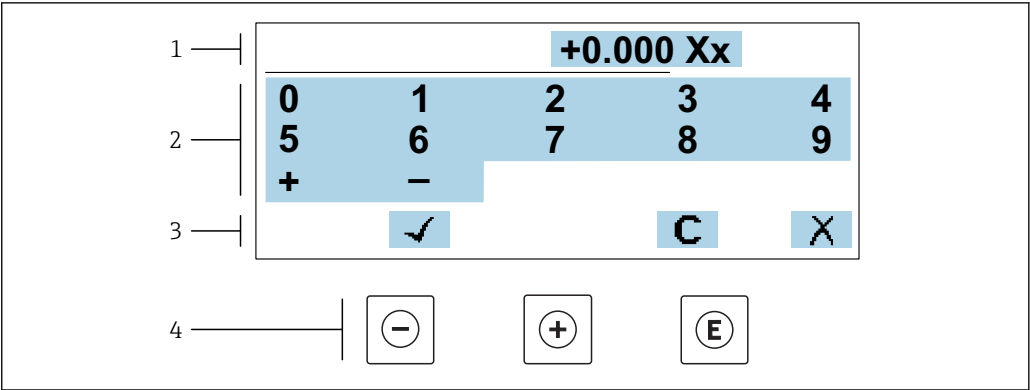 1 +0.000 Xx
0 1 2 3 4
2 5 6 7 8 9
+ –
3 ✓ C X
4 − + E